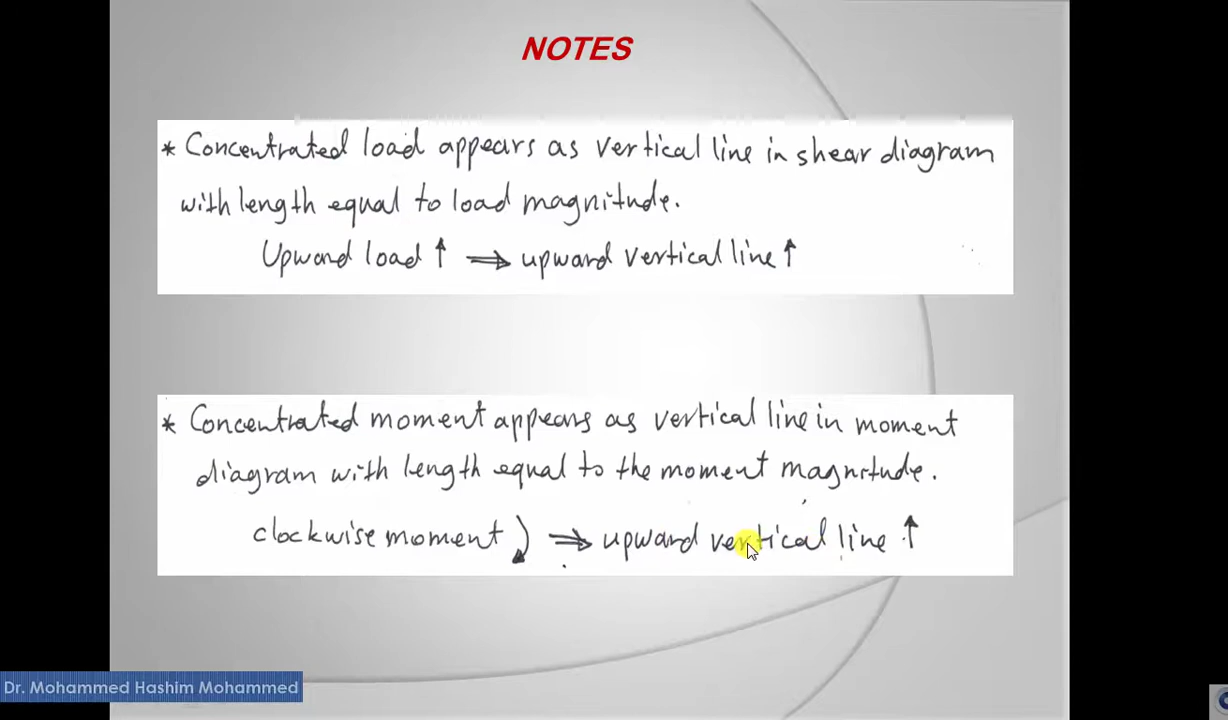 NOTES
* Concentrated load appears as vertical line in shear diagram
with length equal to load magnitude.
Upward load ↑ ⇒ upward vertical line ↑
* Concentrated moment appears as vertical line in moment
diagram with length equal to the moment magnitude.
clockwise moment ⤵ ⇒ upward vertical line ↑
Dr. Mohammed Hashim Mohammed